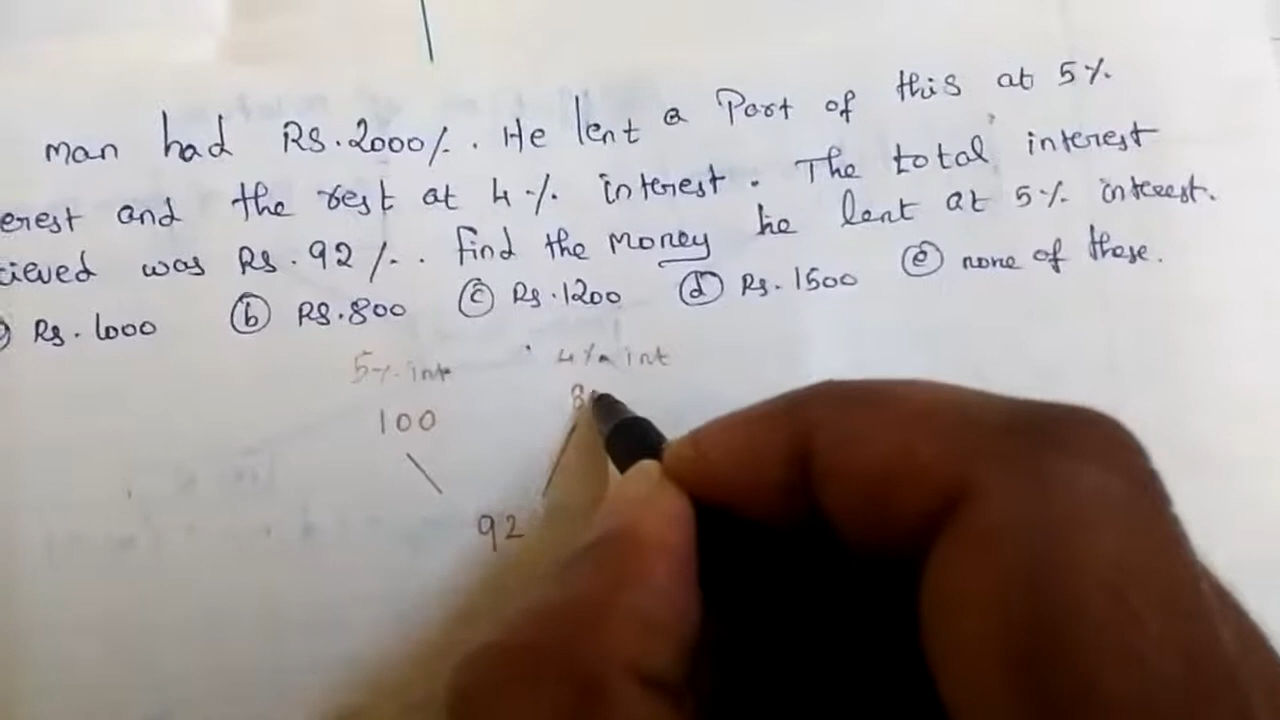 man had Rs.2000/-. He lent a Part of this at 5%
erest and the rest at 4% interest. The total interest
cieved was Rs.92/-. find the money he lent at 5% interest.
Rs.1000 (b) Rs.800 (c) Rs.1200 (d) Rs.1500 (e) none of these.
5% int 4% int
100 8
92